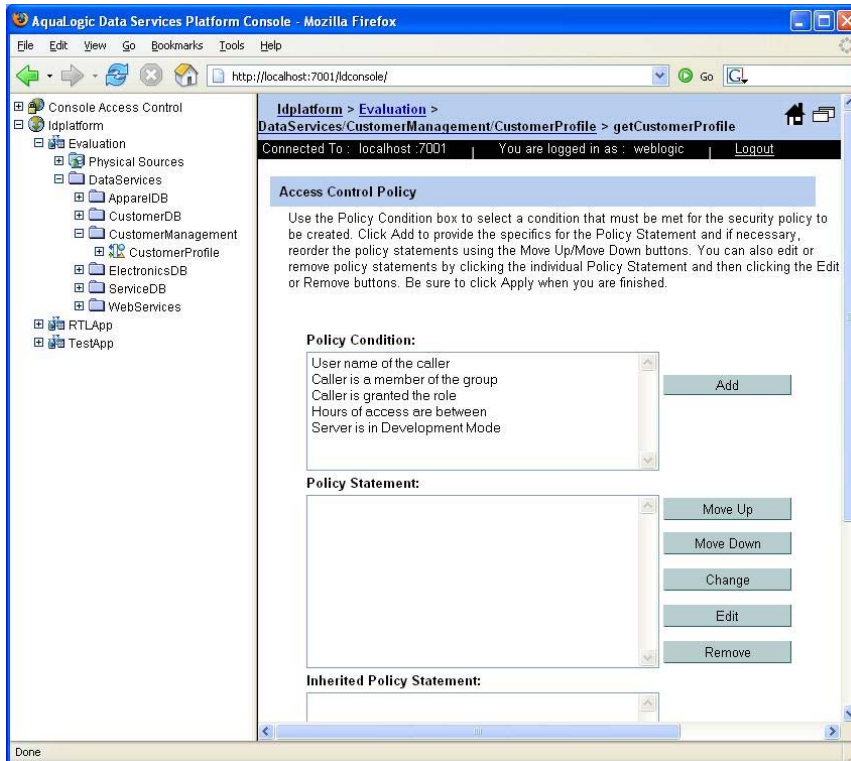 AquaLogic Data Services Platform Console - Mozilla Firefox
File Edit View Go Bookmarks Tools Help
http://localhost:7001/ldconsole/
Go
G
Console Access Control
ldplatform
Evaluation
Physical Sources
DataServices
ApparelDB
CustomerDB
CustomerManagement
CustomerProfile
ElectronicsDB
ServiceDB
WebServices
RTLApp
TestApp
ldplatform > Evaluation >
DataServices/CustomerManagement/CustomerProfile > getCustomerProfile
Connected To : localhost :7001 | You are logged in as : weblogic | Logout
Access Control Policy
Use the Policy Condition box to select a condition that must be met for the security policy to
be created. Click Add to provide the specifics for the Policy Statement and if necessary,
reorder the policy statements using the Move Up/Move Down buttons. You can also edit or
remove policy statements by clicking the individual Policy Statement and then clicking the Edit
or Remove buttons. Be sure to click Apply when you are finished.
Policy Condition:
User name of the caller
Caller is a member of the group
Caller is granted the role
Hours of access are between
Server is in Development Mode
Add
Policy Statement:
Move Up
Move Down
Change
Edit
Remove
Inherited Policy Statement:
Done